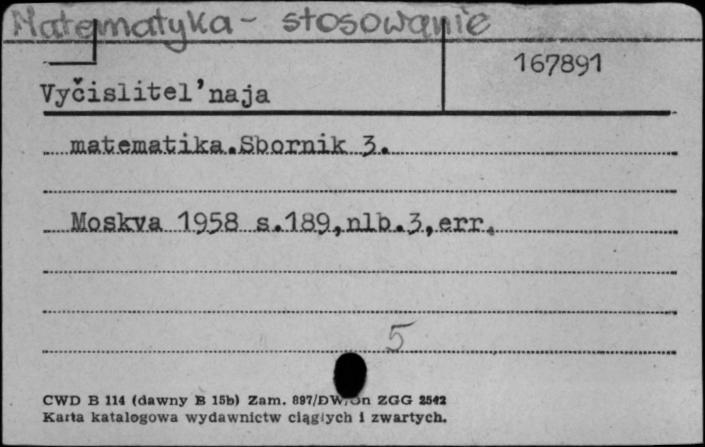 Matematyka - stosowanie
167891
Vyčislitel'naja
matematika.Sbornik 3.
Moskva 1958 s.189,nlb.3,err.
5
CWD B 114 (dawny B 15b) Zam. 897/DW/Gn ZGG 2542
Karta katalogowa wydawnictw ciągłych i zwartych.